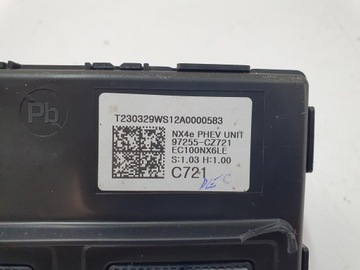 Pb
T230329WS12A0000583
NX4e PHEV UNIT
97255-CZ721
EC100NX6LE
S:1.03 H:1.00
C721